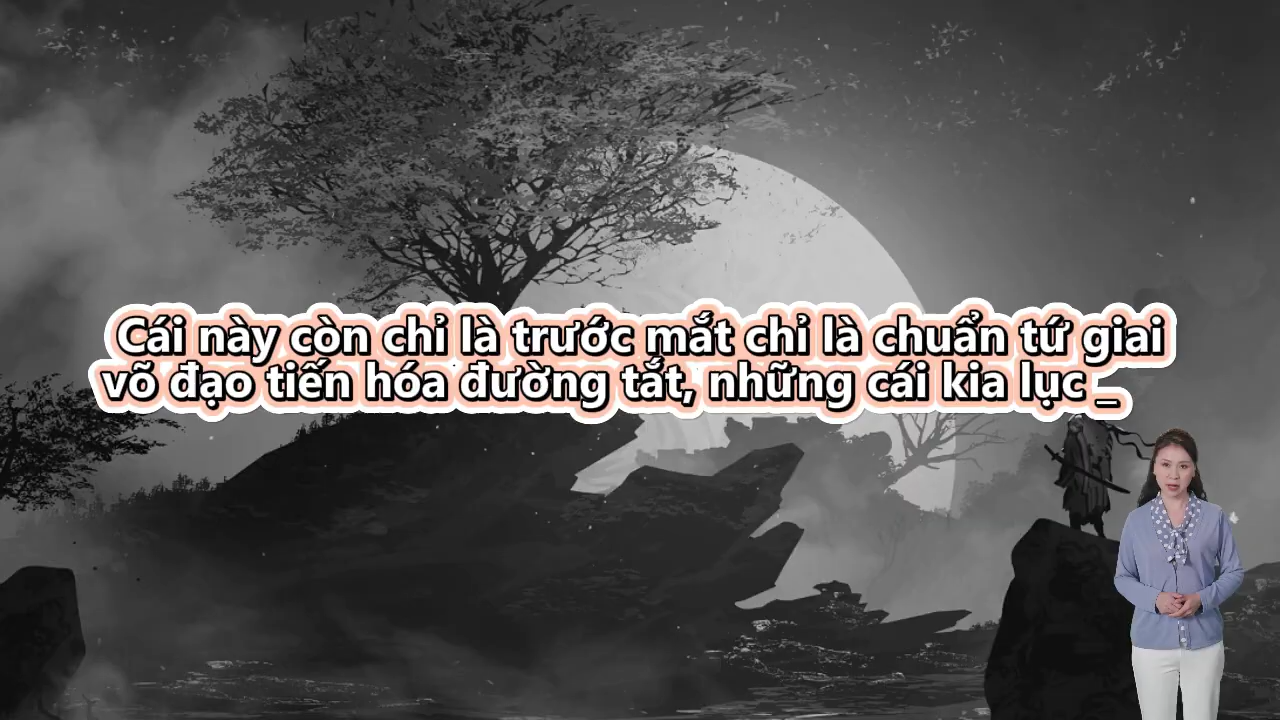 Cái này còn chỉ là trước mắt chỉ là chuẩn tứ giai
võ đạo tiến hóa đường tắt, những cái kia lục _